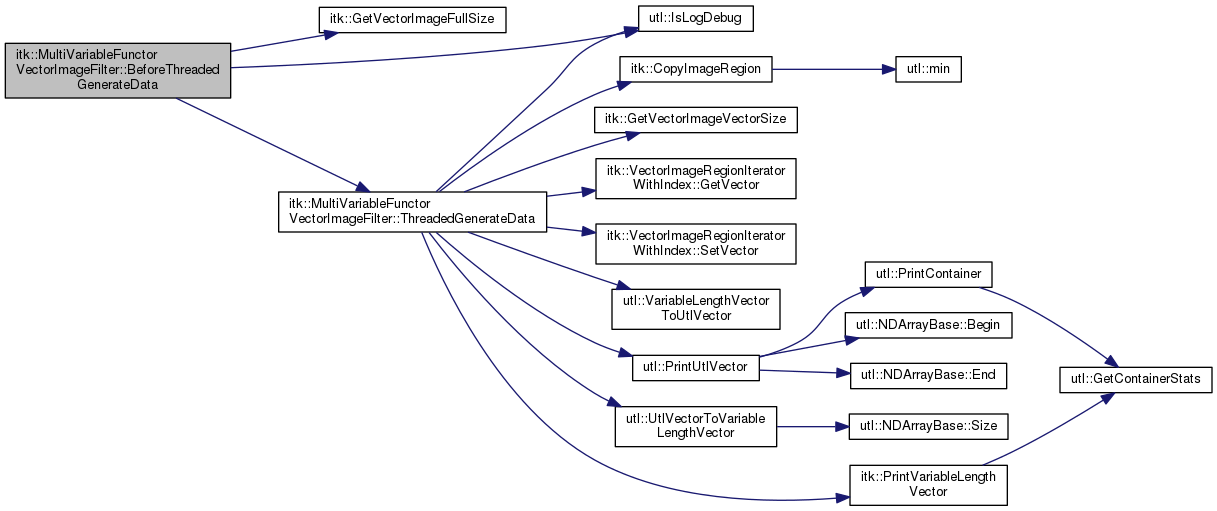 itk::MultiVariableFunctor
VectorImageFilter::BeforeThreaded
GenerateData
itk::GetVectorImageFullSize
utl::IsLogDebug
itk::MultiVariableFunctor
VectorImageFilter::ThreadedGenerateData
itk::CopyImageRegion
utl::min
itk::GetVectorImageVectorSize
itk::VectorImageRegionIterator
WithIndex::GetVector
itk::VectorImageRegionIterator
WithIndex::SetVector
utl::VariableLengthVector
ToUtlVector
utl::PrintUtlVector
utl::PrintContainer
utl::NDArrayBase::Begin
utl::NDArrayBase::End
utl::GetContainerStats
utl::UtlVectorToVariable
LengthVector
utl::NDArrayBase::Size
itk::PrintVariableLength
Vector